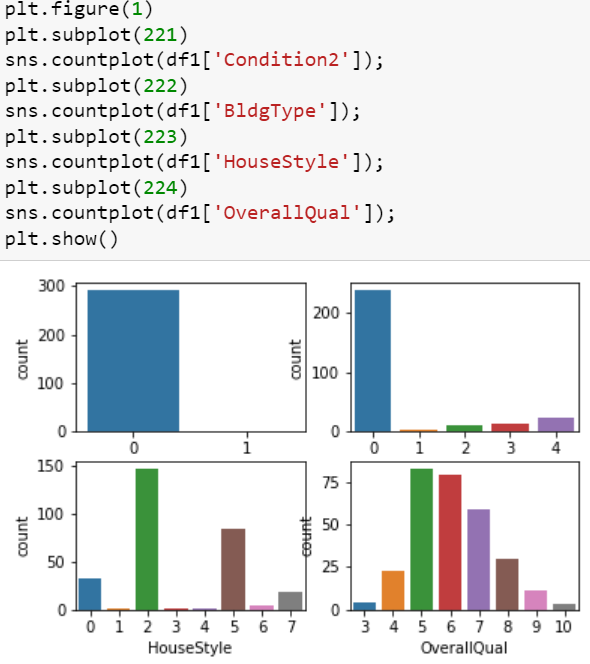 plt.figure(1)
plt.subplot(221)
sns.countplot(df1['Condition2']);
plt.subplot(222)
sns.countplot(df1['BldgType']);
plt.subplot(223)
sns.countplot(df1['HouseStyle']);
plt.subplot(224)
sns.countplot(df1['OverallQual']);
plt.show()
300
200
100
0
count
0 1
200
100
0
count
0 1 2 3 4
150
100
50
0
count
0 1 2 3 4 5 6 7
HouseStyle
75
50
25
0
count
3 4 5 6 7 8 9 10
OverallQual